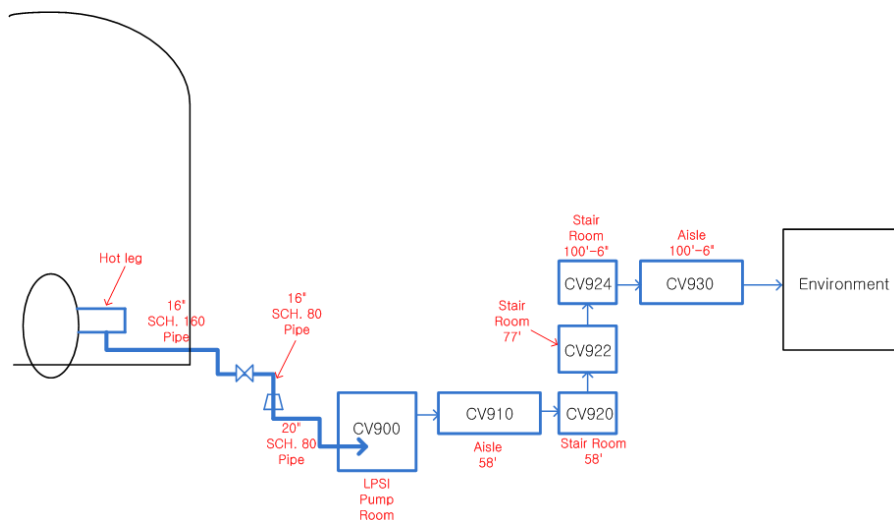 Hot leg
16"
SCH. 160
Pipe
16"
SCH. 80
Pipe
20"
SCH. 80
Pipe
CV900
LPSI
Pump
Room
CV910
Aisle
58'
CV920
Stair Room
58'
Stair
Room
77'
CV922
Stair
Room
100'-6"
CV924
Aisle
100'-6"
CV930
Environment